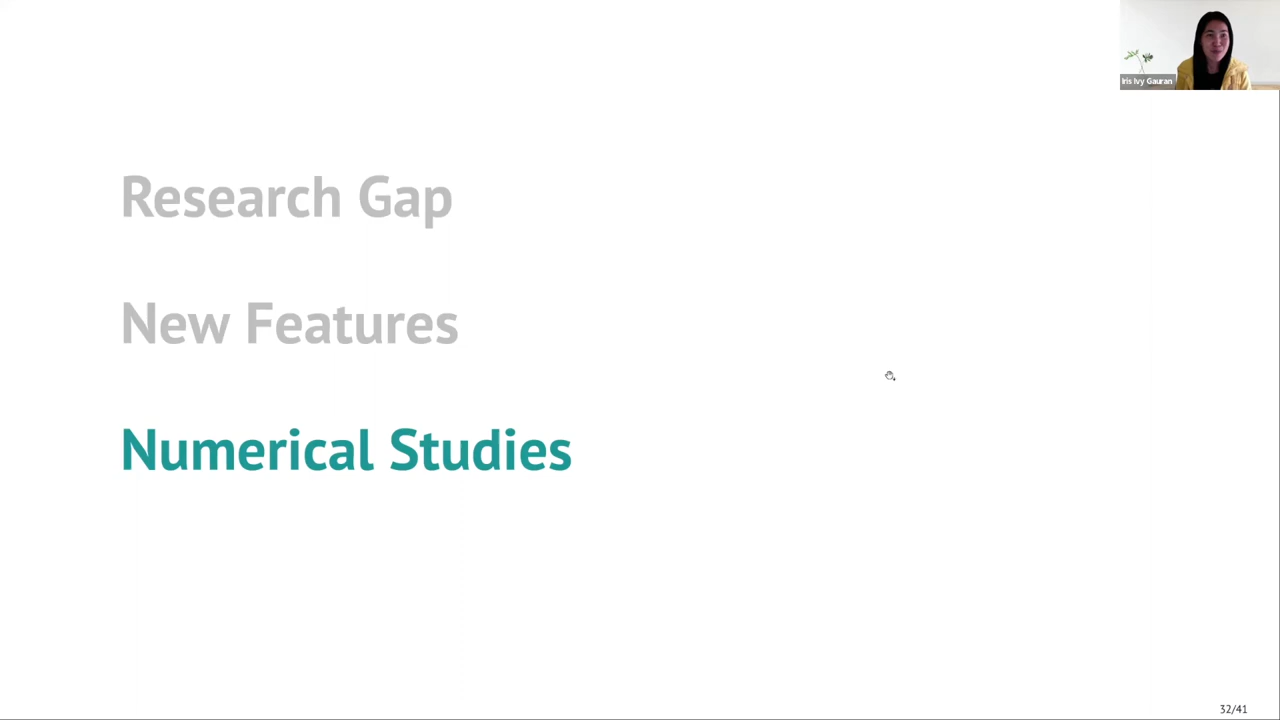 Iris Ivy Gauran
Research Gap
New Features
Numerical Studies
32/41